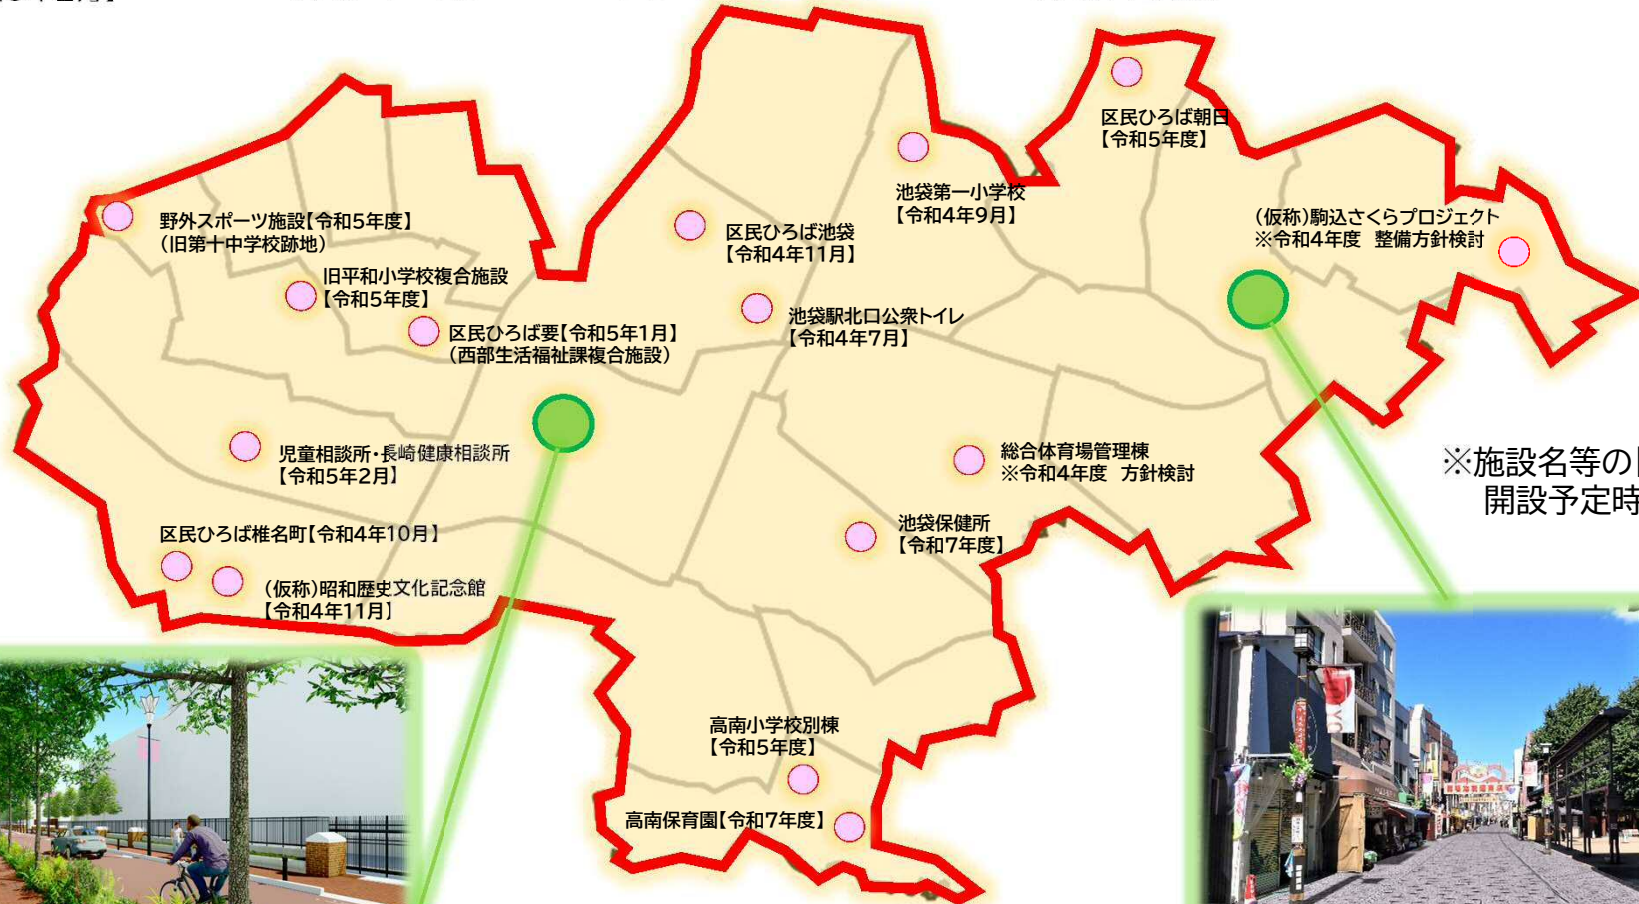 区民ひろば朝日
【令和5年度】
池袋第一小学校
【令和4年9月】
野外スポーツ施設【令和5年度】
（旧第十中学校跡地）
区民ひろば池袋
【令和4年11月】
（仮称）駒込さくらプロジェクト
※令和4年度 整備方針検討
旧平和小学校複合施設
【令和5年度】
池袋駅北口公衆トイレ
【令和4年7月】
区民ひろば要【令和5年1月】
（西部生活福祉課複合施設）
児童相談所・長崎健康相談所
【令和5年2月】
総合体育場管理棟
※令和4年度 方針検討
※施設名等の
開設予定時
区民ひろば椎名町【令和4年10月】
池袋保健所
【令和7年度】
（仮称）昭和歴史文化記念館
【令和4年11月】
高南小学校別棟
【令和5年度】
高南保育園【令和7年度】